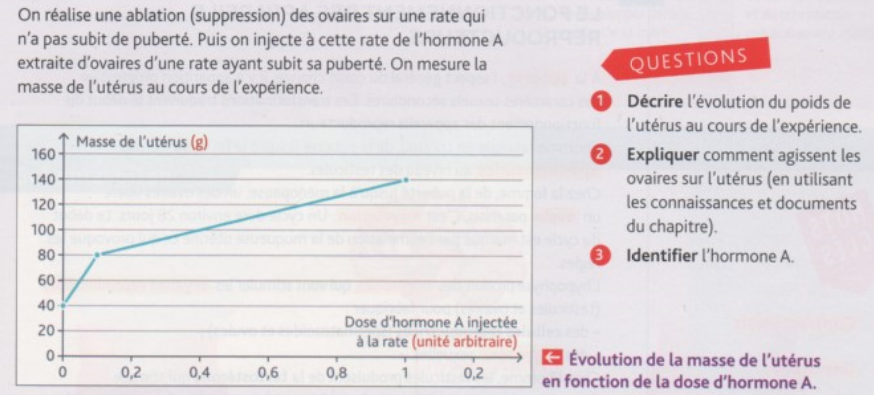 On réalise une ablation (suppression) des ovaires sur une rate qui
n'a pas subit de puberté. Puis on injecte à cette rate de l'hormone A
extraite d'ovaires d'une rate ayant subit sa puberté. On mesure la
masse de l'utérus au cours de l'expérience.
Masse de l'utérus (g)
160
140
120
100
80
60
40
20
0
Dose d'hormone A injectée
à la rate (unité arbitraire)
0 0,2 0,4 0,6 0,8 1 0,2
QUESTIONS
1 Décrire l'évolution du poids de
l'utérus au cours de l'expérience.
2 Expliquer comment agissent les
ovaires sur l'utérus (en utilisant
les connaissances et documents
du chapitre).
3 Identifier l'hormone A.
← Évolution de la masse de l'utérus
en fonction de la dose d'hormone A.